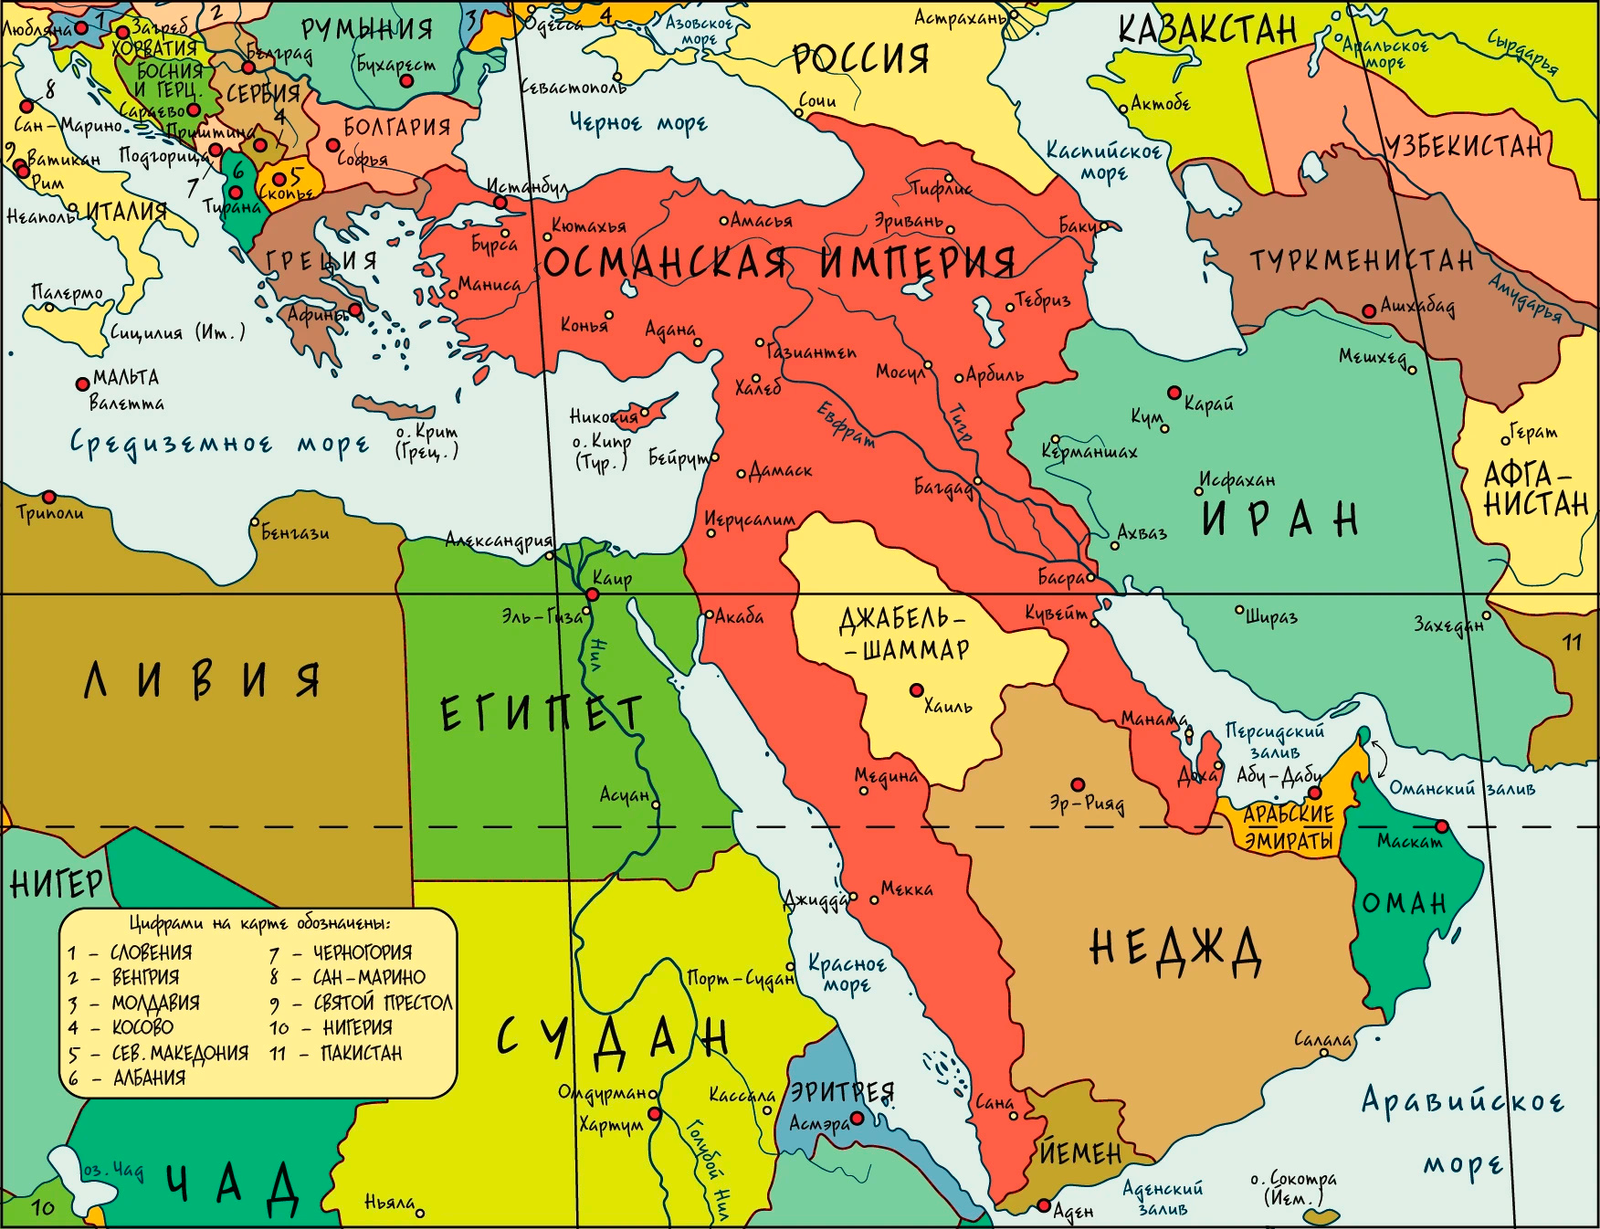 Любляна
1
Загреб
ХОРВАТИЯ
2
Белград
РУМЫНИЯ
Бухарест
3
Одесса
4
Азовское
море
Севастополь
Астрахань
РОССИЯ
Сочи
КАЗАХСТАН
Аральское
море
Сырдарья
Актобе
УЗБЕКИСТАН
БОСНИЯ
И ГЕРЦ.
Сараево
СЕРБИЯ
4
8
Сан-Марино
Приштина
Подгорица
БОЛГАРИЯ
Софья
Черное море
Каспийское
море
9
Ватикан
Рим
7
6
Тирана
5
Скопье
Неаполь
ИТАЛИЯ
Истанбул
Бурса
Кютахья
Амасья
Тифлис
Эривань
Баку
ОСМАНСКАЯ ИМПЕРИЯ
ГРЕЦИЯ
Афины
Маниса
Конья
Адана
Газиантеп
Халеб
Мосул
Арбиль
Тебриз
ТУРКМЕНИСТАН
Ашхабад
Амударья
Мешхед
Палермо
Сицилия (Ит.)
МАЛЬТА
Валетта
Средиземное море
о. Крит
(Грец.)
Никосия
о. Кипр
(Тур.)
Бейрут
Дамаск
Евфрат
Тигр
Багдад
Карай
Кум
Керманшах
Исфахан
ИРАН
Ахваз
Герат
АФГА-
НИСТАН
Триполи
Бенгази
Александрия
Иерусалим
Каир
Эль-Гиза
Нил
Акаба
Басра
Кувейт
Шираз
Захедан
11
ДЖАБЕЛЬ-
-ШАММАР
Хаиль
ЛИВИЯ
ЕГИПЕТ
Асуан
Медина
Манама
Доха
Персидский
залив
Абу-Даби
Оманский залив
АРАБСКИЕ
ЭМИРАТЫ
Маскат
ОМАН
Эр-Рияд
НЕДЖД
НИГЕР
Джидда
Мекка
Красное
море
Порт-Судан
СУДАН
Олдурман
Хартум
Кассала
Голубой Нил
ЭРИТРЕЯ
Асмэра
Сана
ЙЕМЕН
Аден
Аденский
залив
Салала
Аравийское
море
о. Сокотра
(Йем.)
Цифрами на карте обозначены:
1 - СЛОВЕНИЯ
2 - ВЕНГРИЯ
3 - МОЛДАВИЯ
4 - КОСОВО
5 - СЕВ. МАКЕДОНИЯ
6 - АЛБАНИЯ
7 - ЧЕРНОГОРИЯ
8 - САН-МАРИНО
9 - СВЯТОЙ ПРЕСТОЛ
10 - НИГЕРИЯ
11 - ПАКИСТАН
оз. Чад
ЧАД
Ньяла
10